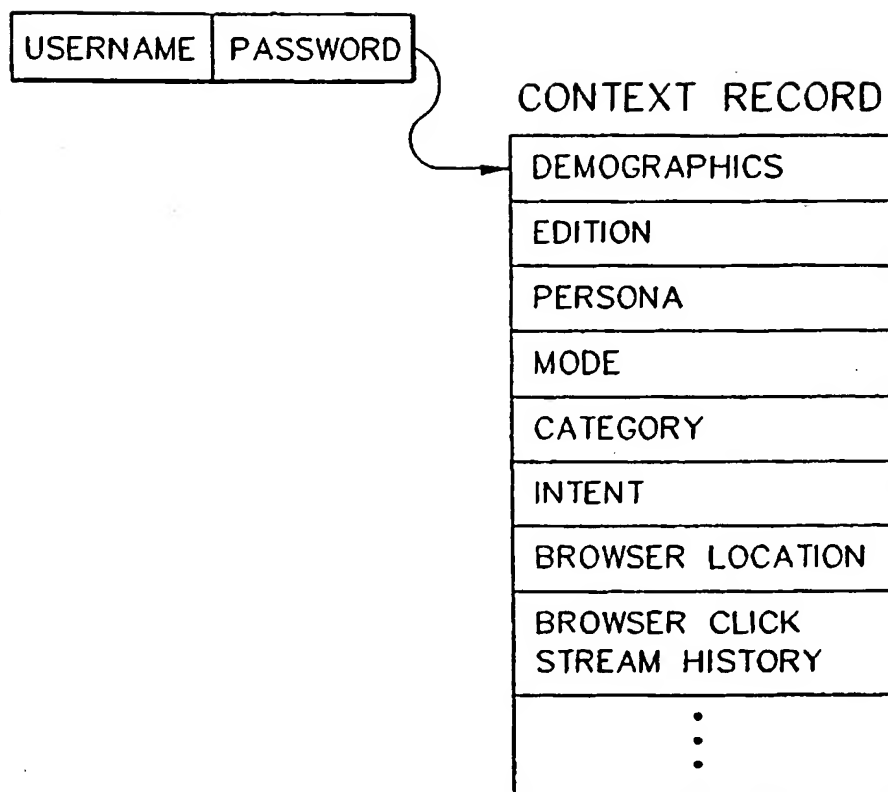 USERNAME PASSWORD
CONTEXT RECORD
DEMOGRAPHICS
EDITION
PERSONA
MODE
CATEGORY
INTENT
BROWSER LOCATION
BROWSER CLICK
STREAM HISTORY